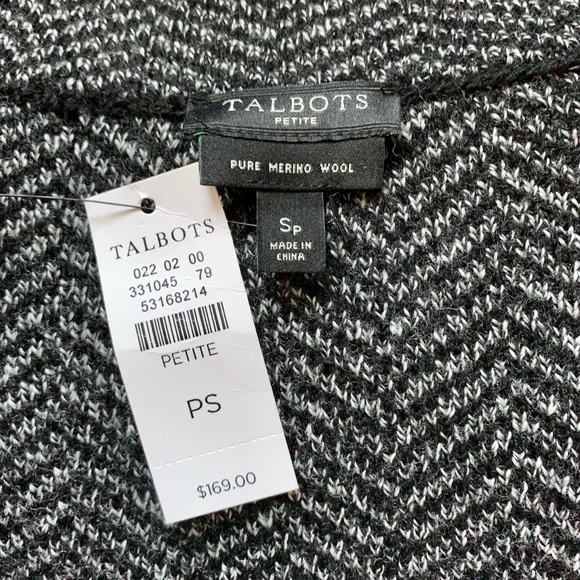 TALBOTS
PETITE
PURE MERINO WOOL
SP
MADE IN
CHINA
TALBOTS
022 02 00
331045 79
53168214
PETITE
PS
$169.00